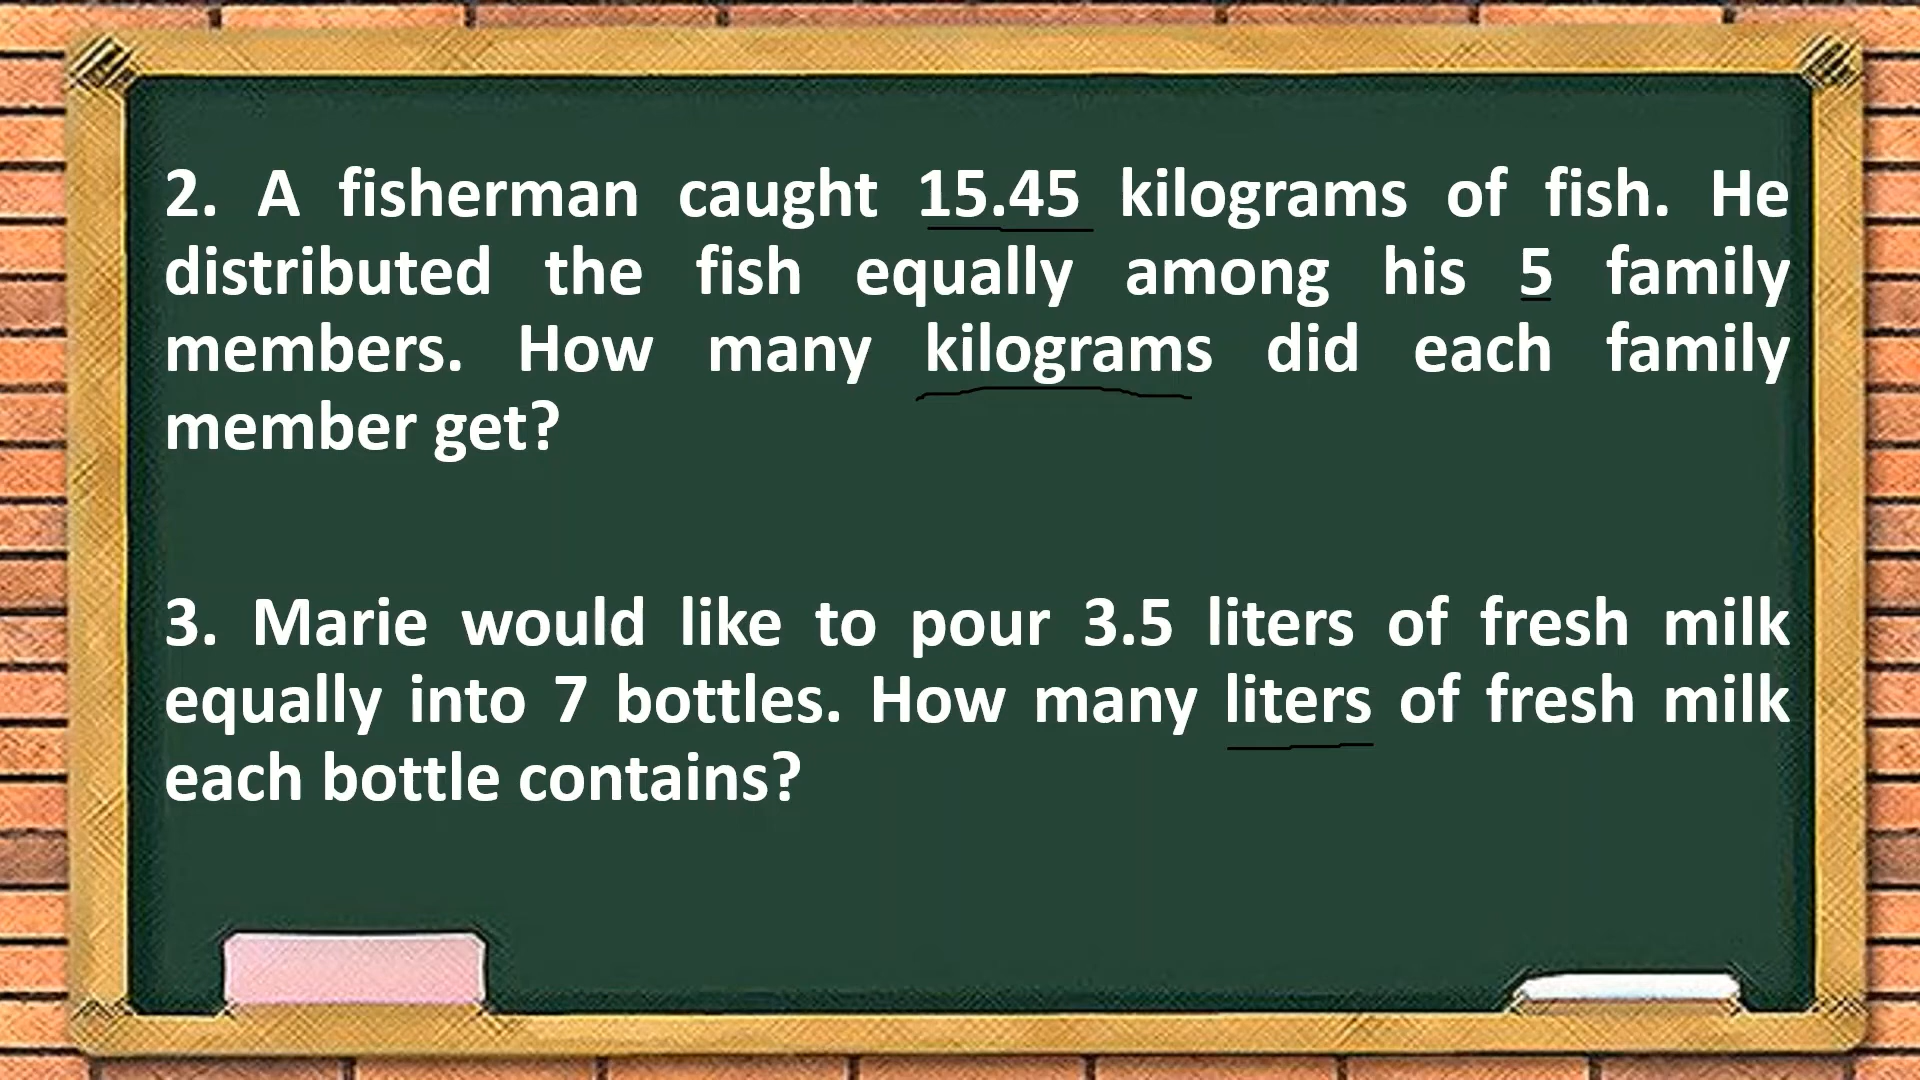 2. A fisherman caught 15.45 kilograms of fish. He
distributed the fish equally among his 5 family
members. How many kilograms did each family
member get?
3. Marie would like to pour 3.5 liters of fresh milk
equally into 7 bottles. How many liters of fresh milk
each bottle contains?